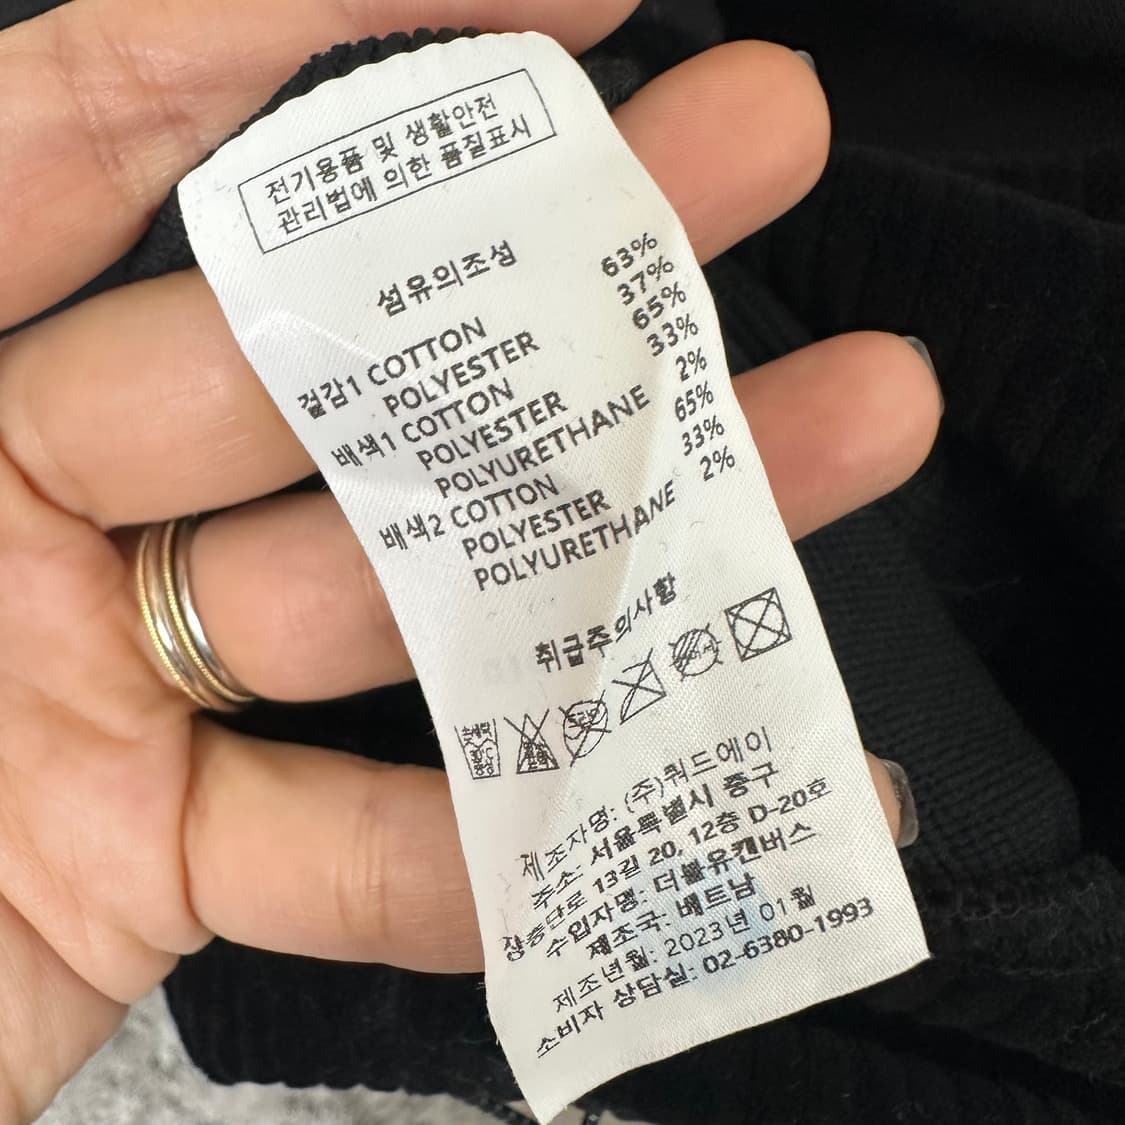 전기용품 및 생활안전
관리법에 의한 품질표시
섬유의조성
겉감1 COTTON 63%
POLYESTER 37%
배색1 COTTON 65%
POLYESTER 33%
POLYURETHANE 2%
배색2 COTTON 65%
POLYESTER 33%
POLYURETHANE 2%
취급주의사항
제조자명: (주)쿼드에이
주소: 서울특별시 중구
장충단로 13길 20, 12층 D-20호
수입자명: 더블유캔버스
제조국: 베트남
제조년월: 2023년 01월
소비자 상담실: 02-6380-1993